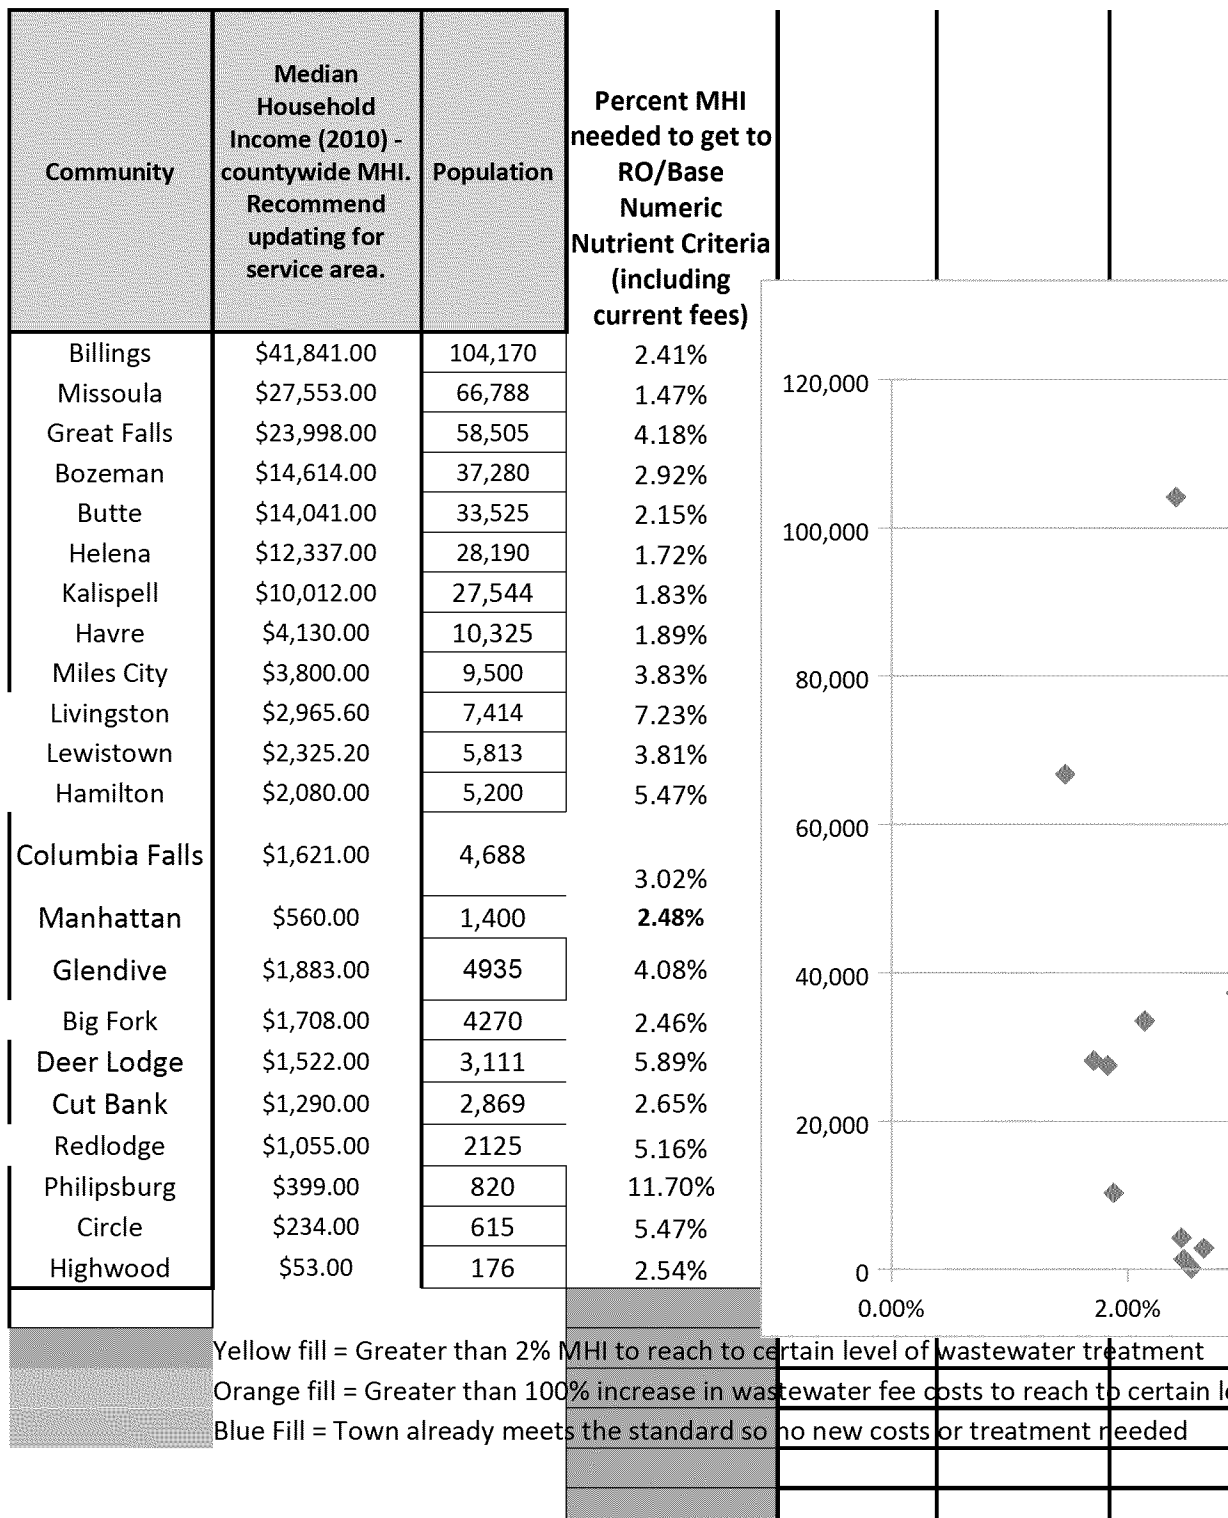 Community
Median
Household
Income (2010) -
countywide MHI.
Recommend
updating for
service area.
Population
Percent MHI
needed to get to
RO/Base
Numeric
Nutrient Criteria
(including
current fees)
Billings $41,841.00 104,170 2.41%
Missoula $27,553.00 66,788 1.47%
Great Falls $23,998.00 58,505 4.18%
Bozeman $14,614.00 37,280 2.92%
Butte $14,041.00 33,525 2.15%
Helena $12,337.00 28,190 1.72%
Kalispell $10,012.00 27,544 1.83%
Havre $4,130.00 10,325 1.89%
Miles City $3,800.00 9,500 3.83%
Livingston $2,965.60 7,414 7.23%
Lewistown $2,325.20 5,813 3.81%
Hamilton $2,080.00 5,200 5.47%
Columbia Falls $1,621.00 4,688 3.02%
Manhattan $560.00 1,400 2.48%
Glendive $1,883.00 4935 4.08%
Big Fork $1,708.00 4270 2.46%
Deer Lodge $1,522.00 3,111 5.89%
Cut Bank $1,290.00 2,869 2.65%
Redlodge $1,055.00 2125 5.16%
Philipsburg $399.00 820 11.70%
Circle $234.00 615 5.47%
Highwood $53.00 176 2.54%
120,000
100,000
80,000
60,000
40,000
20,000
0
0.00% 2.00%
Yellow fill = Greater than 2% MHI to reach to certain level of wastewater treatment
Orange fill = Greater than 100% increase in wastewater fee costs to reach to certain
Blue Fill = Town already meets the standard so no new costs or treatment needed